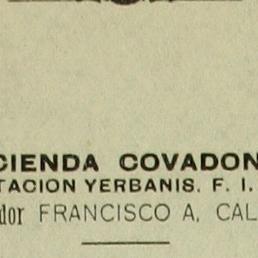 CIENDA COVADON
TACION YERBANIS. F. I.
dor FRANCISCO A. CAL